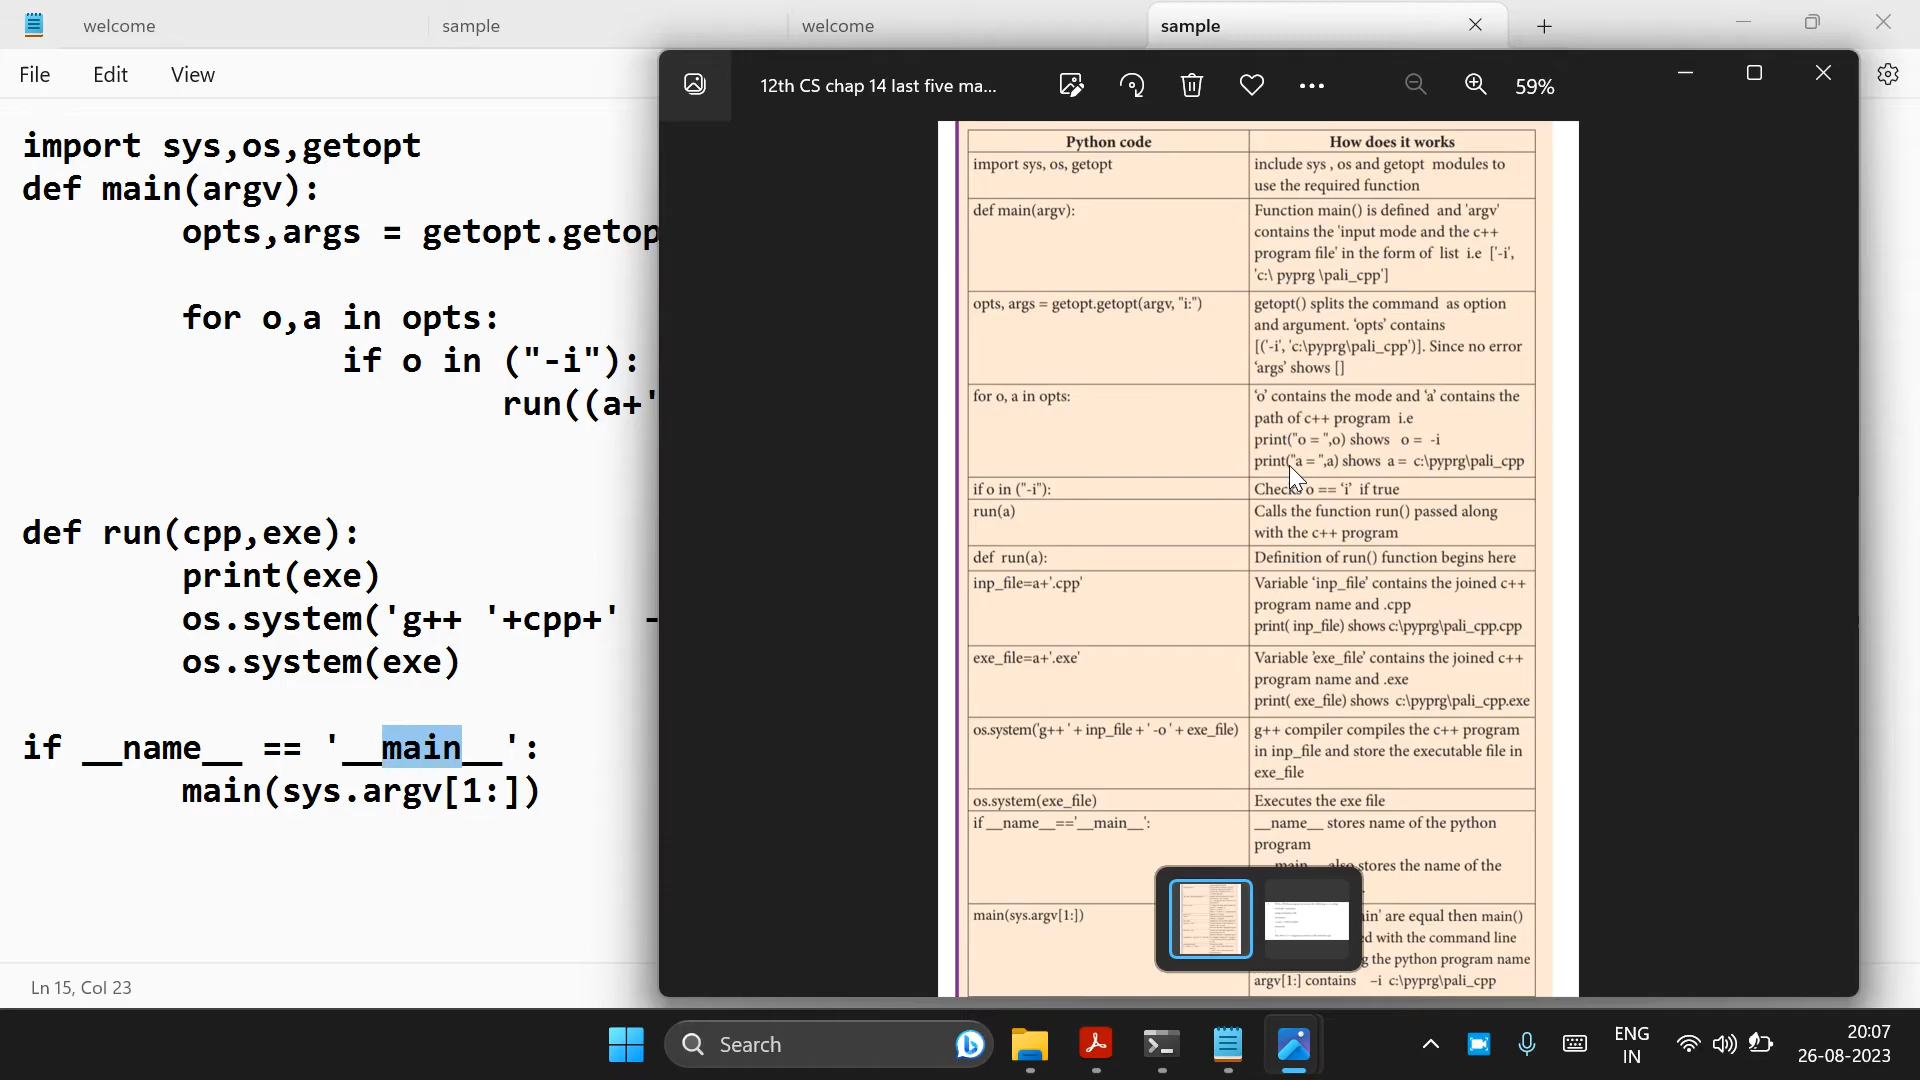 welcome
sample
welcome
sample
File
Edit
View
import sys,os,getopt
def main(argv):
opts,args = getopt.getop
for o,a in opts:
if o in ("-i"):
run((a+'
def run(cpp,exe):
print(exe)
os.system('g++ '+cpp+' -
os.system(exe)
if __name__ == '__main__':
main(sys.argv[1:])
Ln 15, Col 23
12th CS chap 14 last five ma...
59%
Python code
How does it works
import sys, os, getopt
include sys , os and getopt modules to
use the required function
def main(argv):
Function main() is defined and 'argv'
contains the 'input mode and the c++
program file' in the form of list i.e ['-i',
'c:\ pyprg \pali_cpp']
opts, args = getopt.getopt(argv, "i:")
getopt() splits the command as option
and argument. ‘opts’ contains
[('-i', 'c:\pyprg\pali_cpp')]. Since no error
‘args’ shows []
for o, a in opts:
‘o’ contains the mode and ‘a’ contains the
path of c++ program i.e
print("o = ",o) shows o = -i
print("a = ",a) shows a = c:\pyprg\pali_cpp
if o in ("-i"):
Checks o == ‘i’ if true
run(a)
Calls the function run() passed along
with the c++ program
def run(a):
Definition of run() function begins here
inp_file=a+'.cpp'
Variable ‘inp_file’ contains the joined c++
program name and .cpp
print( inp_file) shows c:\pyprg\pali_cpp.cpp
exe_file=a+'.exe'
Variable ’exe_file’ contains the joined c++
program name and .exe
print( exe_file) shows c:\pyprg\pali_cpp.exe
os.system('g++ ' + inp_file + ' -o ' + exe_file)
g++ compiler compiles the c++ program
in inp_file and store the executable file in
exe_file
os.system(exe_file)
Executes the exe file
if __name__=='__main__':
__name__ stores name of the python
program
also stores the name of the
main(sys.argv[1:])
in' are equal then main()
ed with the command line
g the python program name
argv[1:] contains –i c:\pyprg\pali_cpp
Search
ENG
IN
20:07
26-08-2023